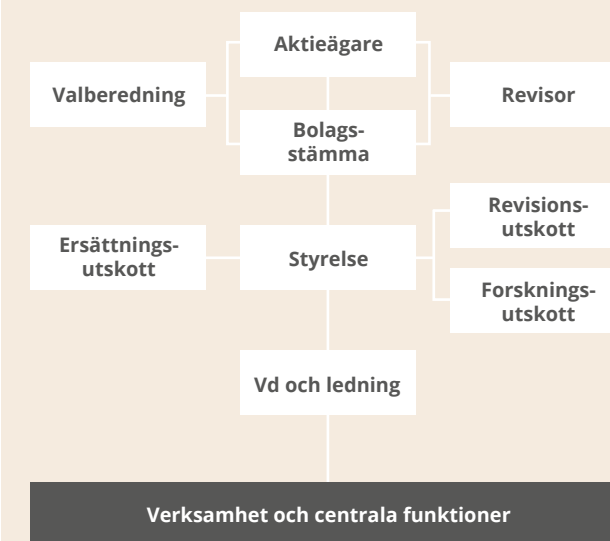 Aktieägare
Valberedning
Revisor
Bolags-
stämma
Revisions-
utskott
Ersättnings-
utskott
Styrelse
Forsknings-
utskott
Vd och ledning
Verksamhet och centrala funktioner